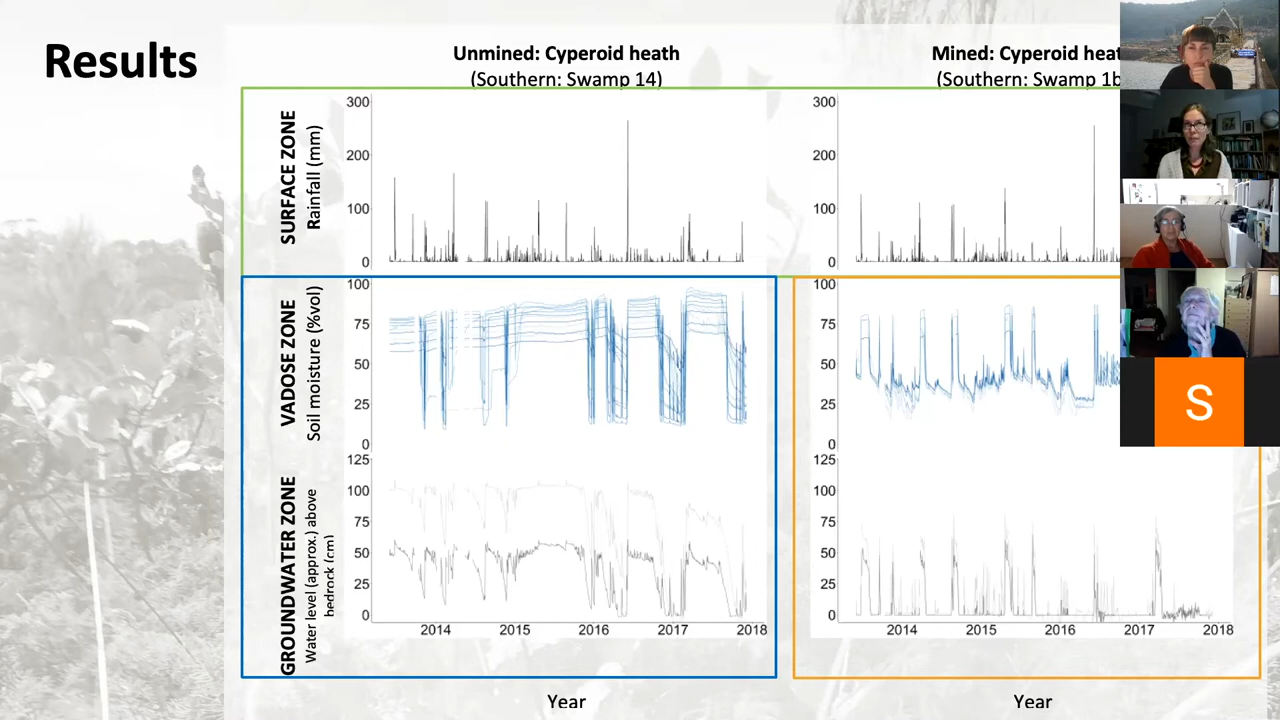 Results
Unmined: Cyperoid heath
(Southern: Swamp 14)
Mined: Cyperoid heat
(Southern: Swamp 1b
SURFACE ZONE
Rainfall (mm)
300
200
100
0
300
200
100
0
VADOSE ZONE
Soil moisture (%vol)
100
75
50
25
0
100
75
50
25
0
GROUNDWATER ZONE
Water level (approx.) above
bedrock (cm)
125
100
75
50
25
0
2014 2015 2016 2017 2018
125
100
75
50
25
0
2014 2015 2016 2017 2018
Year
Year
S